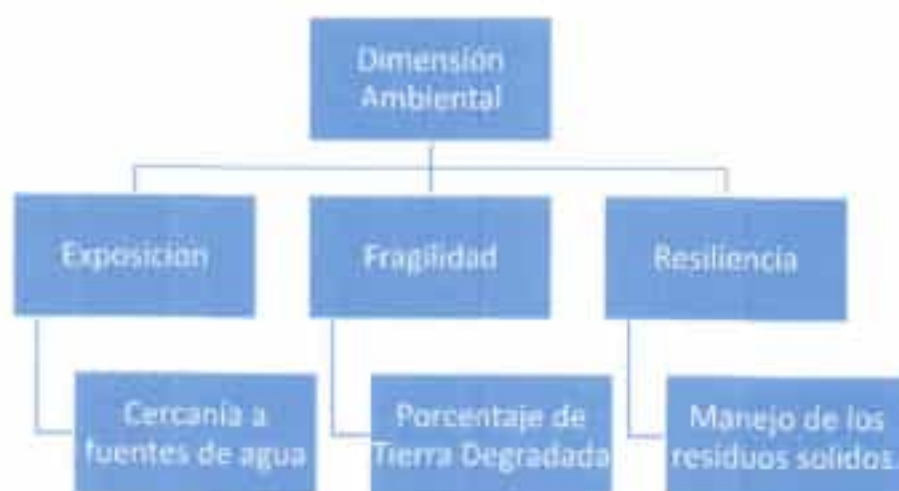 Dimensión
Ambiental
Exposicion
Fragilidad
Resiliencia
Cercanía a
fuentes de agua
Porcentaje de
Tierra Degradada
Manejo de los
residuos solidos.